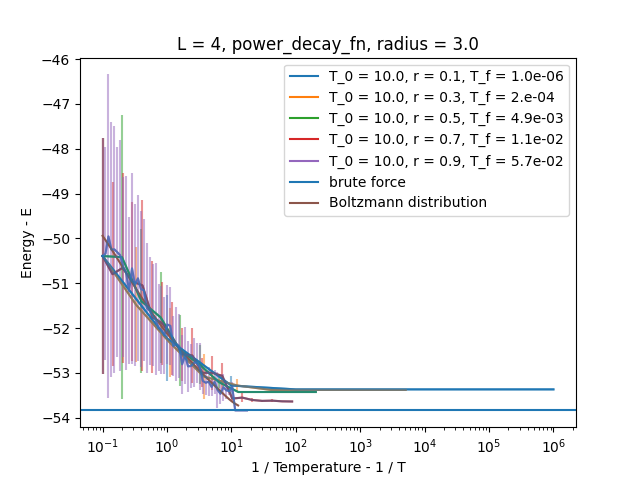 L = 4, power_decay_fn, radius = 3.0
Energy - E
−46
−47
−48
−49
−50
−51
−52
−53
−54
T_0 = 10.0, r = 0.1, T_f = 1.0e-06
T_0 = 10.0, r = 0.3, T_f = 2.e-04
T_0 = 10.0, r = 0.5, T_f = 4.9e-03
T_0 = 10.0, r = 0.7, T_f = 1.1e-02
T_0 = 10.0, r = 0.9, T_f = 5.7e-02
brute force
Boltzmann distribution
10⁻¹ 10⁰ 10¹ 10² 10³ 10⁴ 10⁵ 10⁶
1 / Temperature - 1 / T